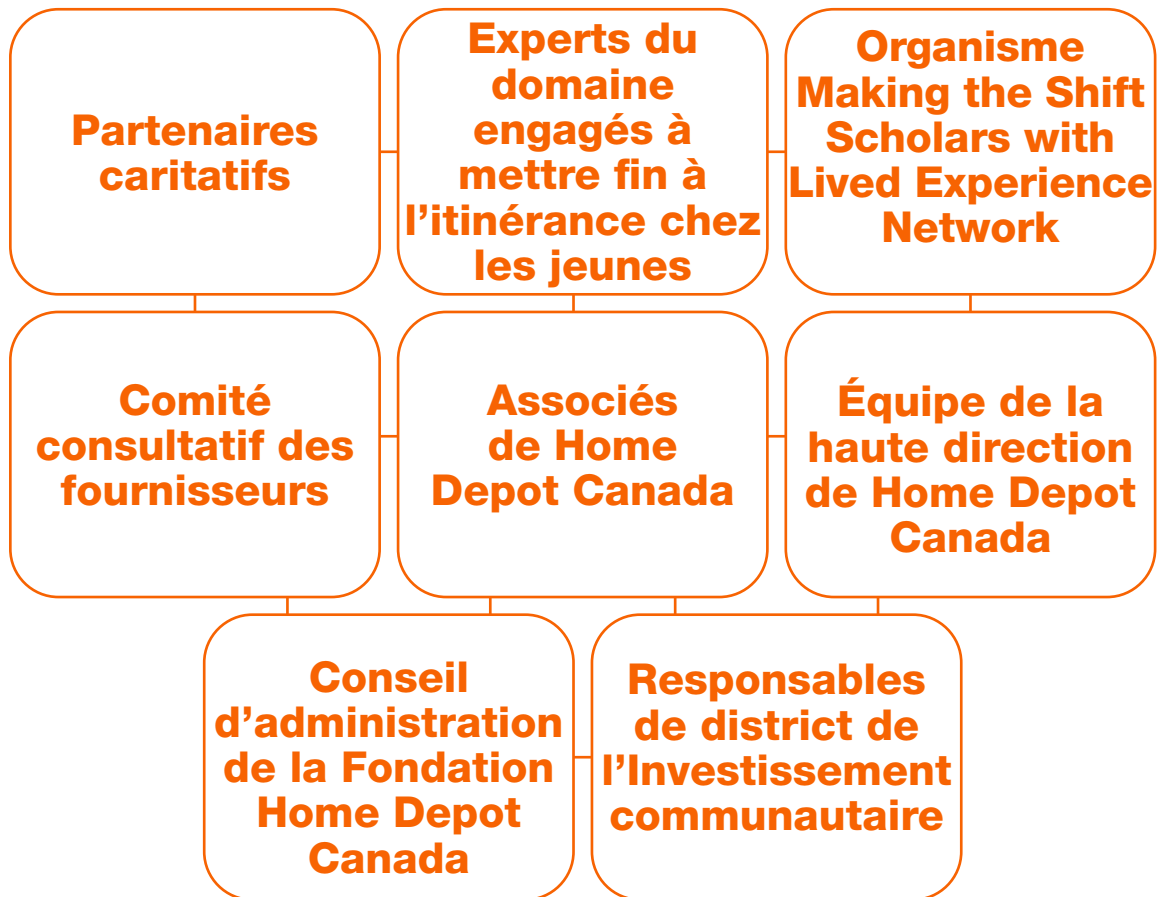 Partenaires
caritatifs
Experts du
domaine
engagés à
mettre fin à
l’itinérance chez
les jeunes
Organisme
Making the Shift
Scholars with
Lived Experience
Network
Comité
consultatif des
fournisseurs
Associés
de Home
Depot Canada
Équipe de la
haute direction
de Home Depot
Canada
Conseil
d’administration
de la Fondation
Home Depot
Canada
Responsables
de district de
l’Investissement
communautaire